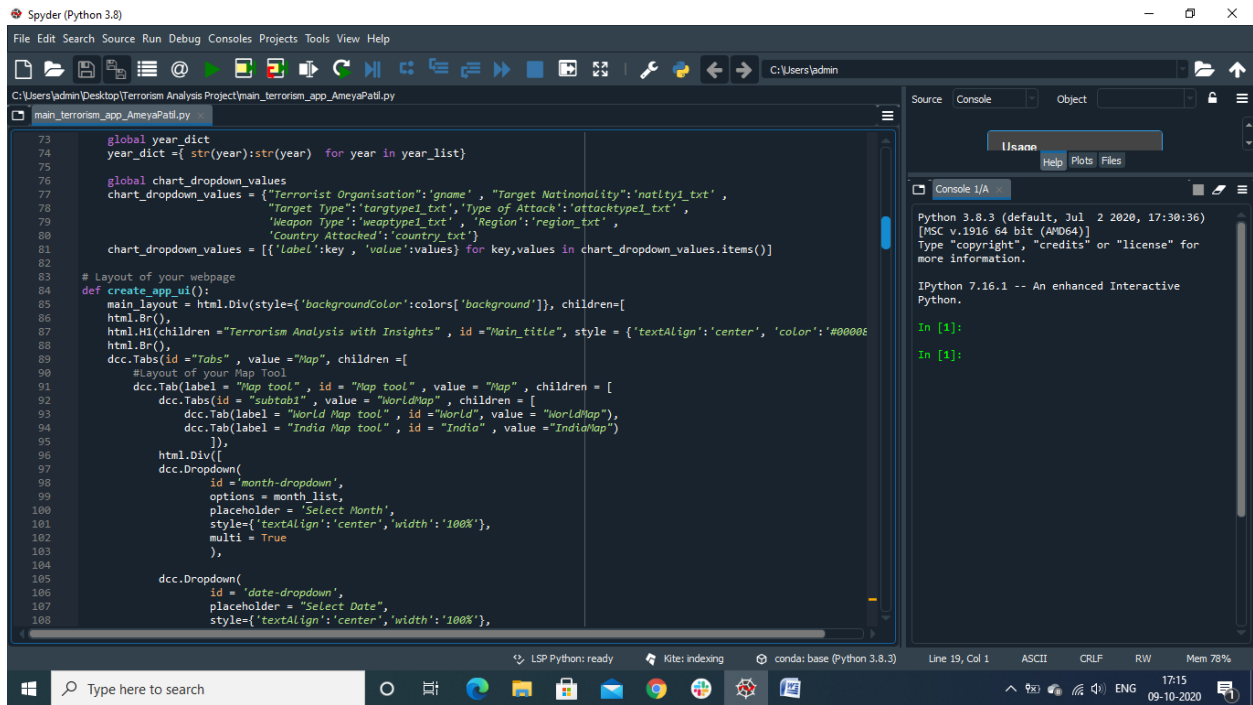 Spyder (Python 3.8)
File Edit Search Source Run Debug Consoles Projects Tools View Help
C:\Users\admin
C:\Users\admin\Desktop\Terrorism Analysis Project\main_terrorism_app_AmeyaPatil.py
main_terrorism_app_AmeyaPatil.py
73 global year_dict
74 year_dict ={ str(year):str(year)  for year in year_list}
75
76 global chart_dropdown_values
77 chart_dropdown_values = {"Terrorist Organisation":'gname' , "Target Natinonality":'natlty1_txt' ,
78 "Target Type":'targtype1_txt','Type of Attack':'attacktype1_txt' ,
79 'Weapon Type':'weaptype1_txt' , 'Region':'region_txt' ,
80 'Country Attacked':'country_txt'}
81 chart_dropdown_values = [{'label':key , 'value':values} for key,values in chart_dropdown_values.items()]
82
83 # Layout of your webpage
84 def create_app_ui():
85 main_layout = html.Div(style={'backgroundColor':colors['background']}, children=[
86 html.Br(),
87 html.H1(children ="Terrorism Analysis with Insights" , id ="Main_title", style = {'textAlign':'center', 'color':'#00008
88 html.Br(),
89 dcc.Tabs(id ="Tabs" , value ="Map", children =[
90 #Layout of your Map Tool
91 dcc.Tab(label = "Map tool" , id = "Map tool" , value = "Map" , children = [
92 dcc.Tabs(id = "subtab1" , value = "WorldMap" , children = [
93 dcc.Tab(label = "World Map tool" , id ="World", value = "WorldMap"),
94 dcc.Tab(label = "India Map tool" , id = "India" , value ="IndiaMap")
95 ]),
96 html.Div([
97 dcc.Dropdown(
98 id ='month-dropdown',
99 options = month_list,
100 placeholder = 'Select Month',
101 style={'textAlign':'center','width':'100%'},
102 multi = True
103 ),
104
105 dcc.Dropdown(
106 id = 'date-dropdown',
107 placeholder = "Select Date",
108 style={'textAlign':'center','width':'100%'},
Source Console Object
Usage
Help Plots Files
Console 1/A
Python 3.8.3 (default, Jul  2 2020, 17:30:36)
[MSC v.1916 64 bit (AMD64)]
Type "copyright", "credits" or "license" for
more information.
IPython 7.16.1 -- An enhanced Interactive
Python.
In [1]:
In [1]:
LSP Python: ready Kite: indexing conda: base (Python 3.8.3) Line 19, Col 1 ASCII CRLF RW Mem 78%
Type here to search
ENG
17:15
09-10-2020
1